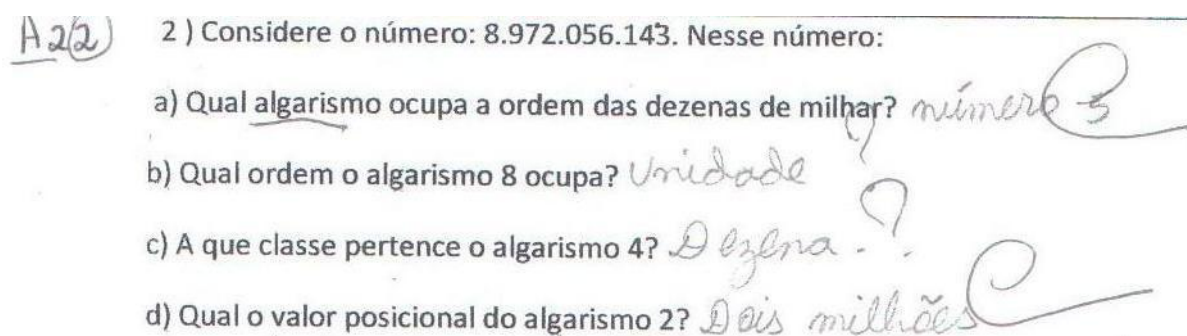 A2(2) 2 ) Considere o número: 8.972.056.143. Nesse número:
a) Qual algarismo ocupa a ordem das dezenas de milhar? número 5
b) Qual ordem o algarismo 8 ocupa? Unidade ?
c) A que classe pertence o algarismo 4? Dezena. ?
d) Qual o valor posicional do algarismo 2? Dois milhões